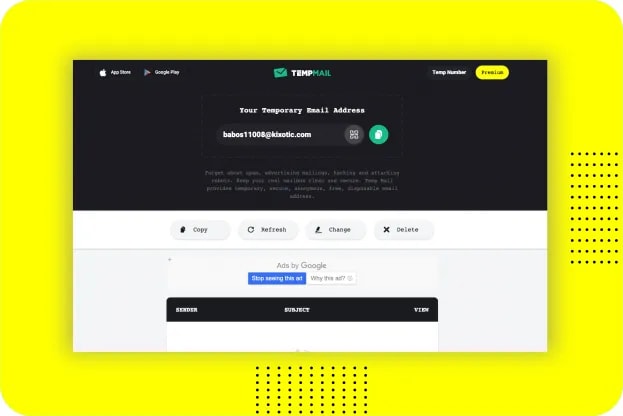 App Store
Google Play
TEMPMAIL
Temp Number
Premium
Your Temporary Email Address
babos11008@kixotic.com
Forget about spam, advertising mailings, hacking and attacking
robots. Keep your real mailbox clean and secure. Temp Mail
provides temporary, secure, anonymous, free, disposable email
address.
Copy
Refresh
Change
Delete
Ads by Google
Stop seeing this ad
Why this ad?
SENDER
SUBJECT
VIEW